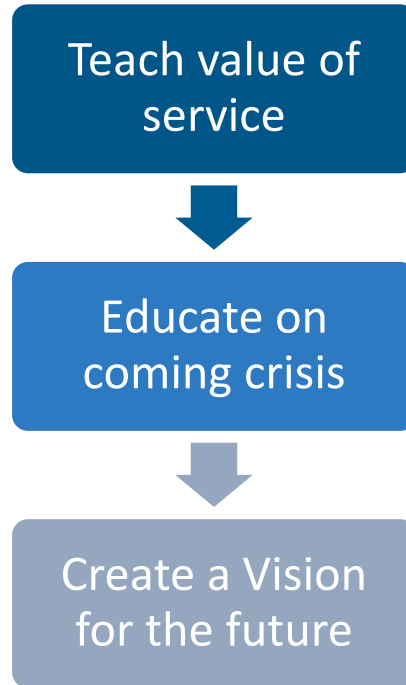 Teach value of
service
Educate on
coming crisis
Create a Vision
for the future